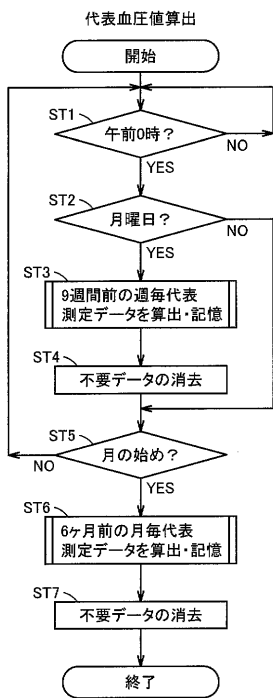 代表血圧値算出
開始
ST1
午前0時？
NO
YES
ST2
月曜日？
NO
YES
ST3
9週間前の週毎代表
測定データを算出・記憶
ST4
不要データの消去
ST5
月の始め？
NO
YES
ST6
6ヶ月前の月毎代表
測定データを算出・記憶
ST7
不要データの消去
終了